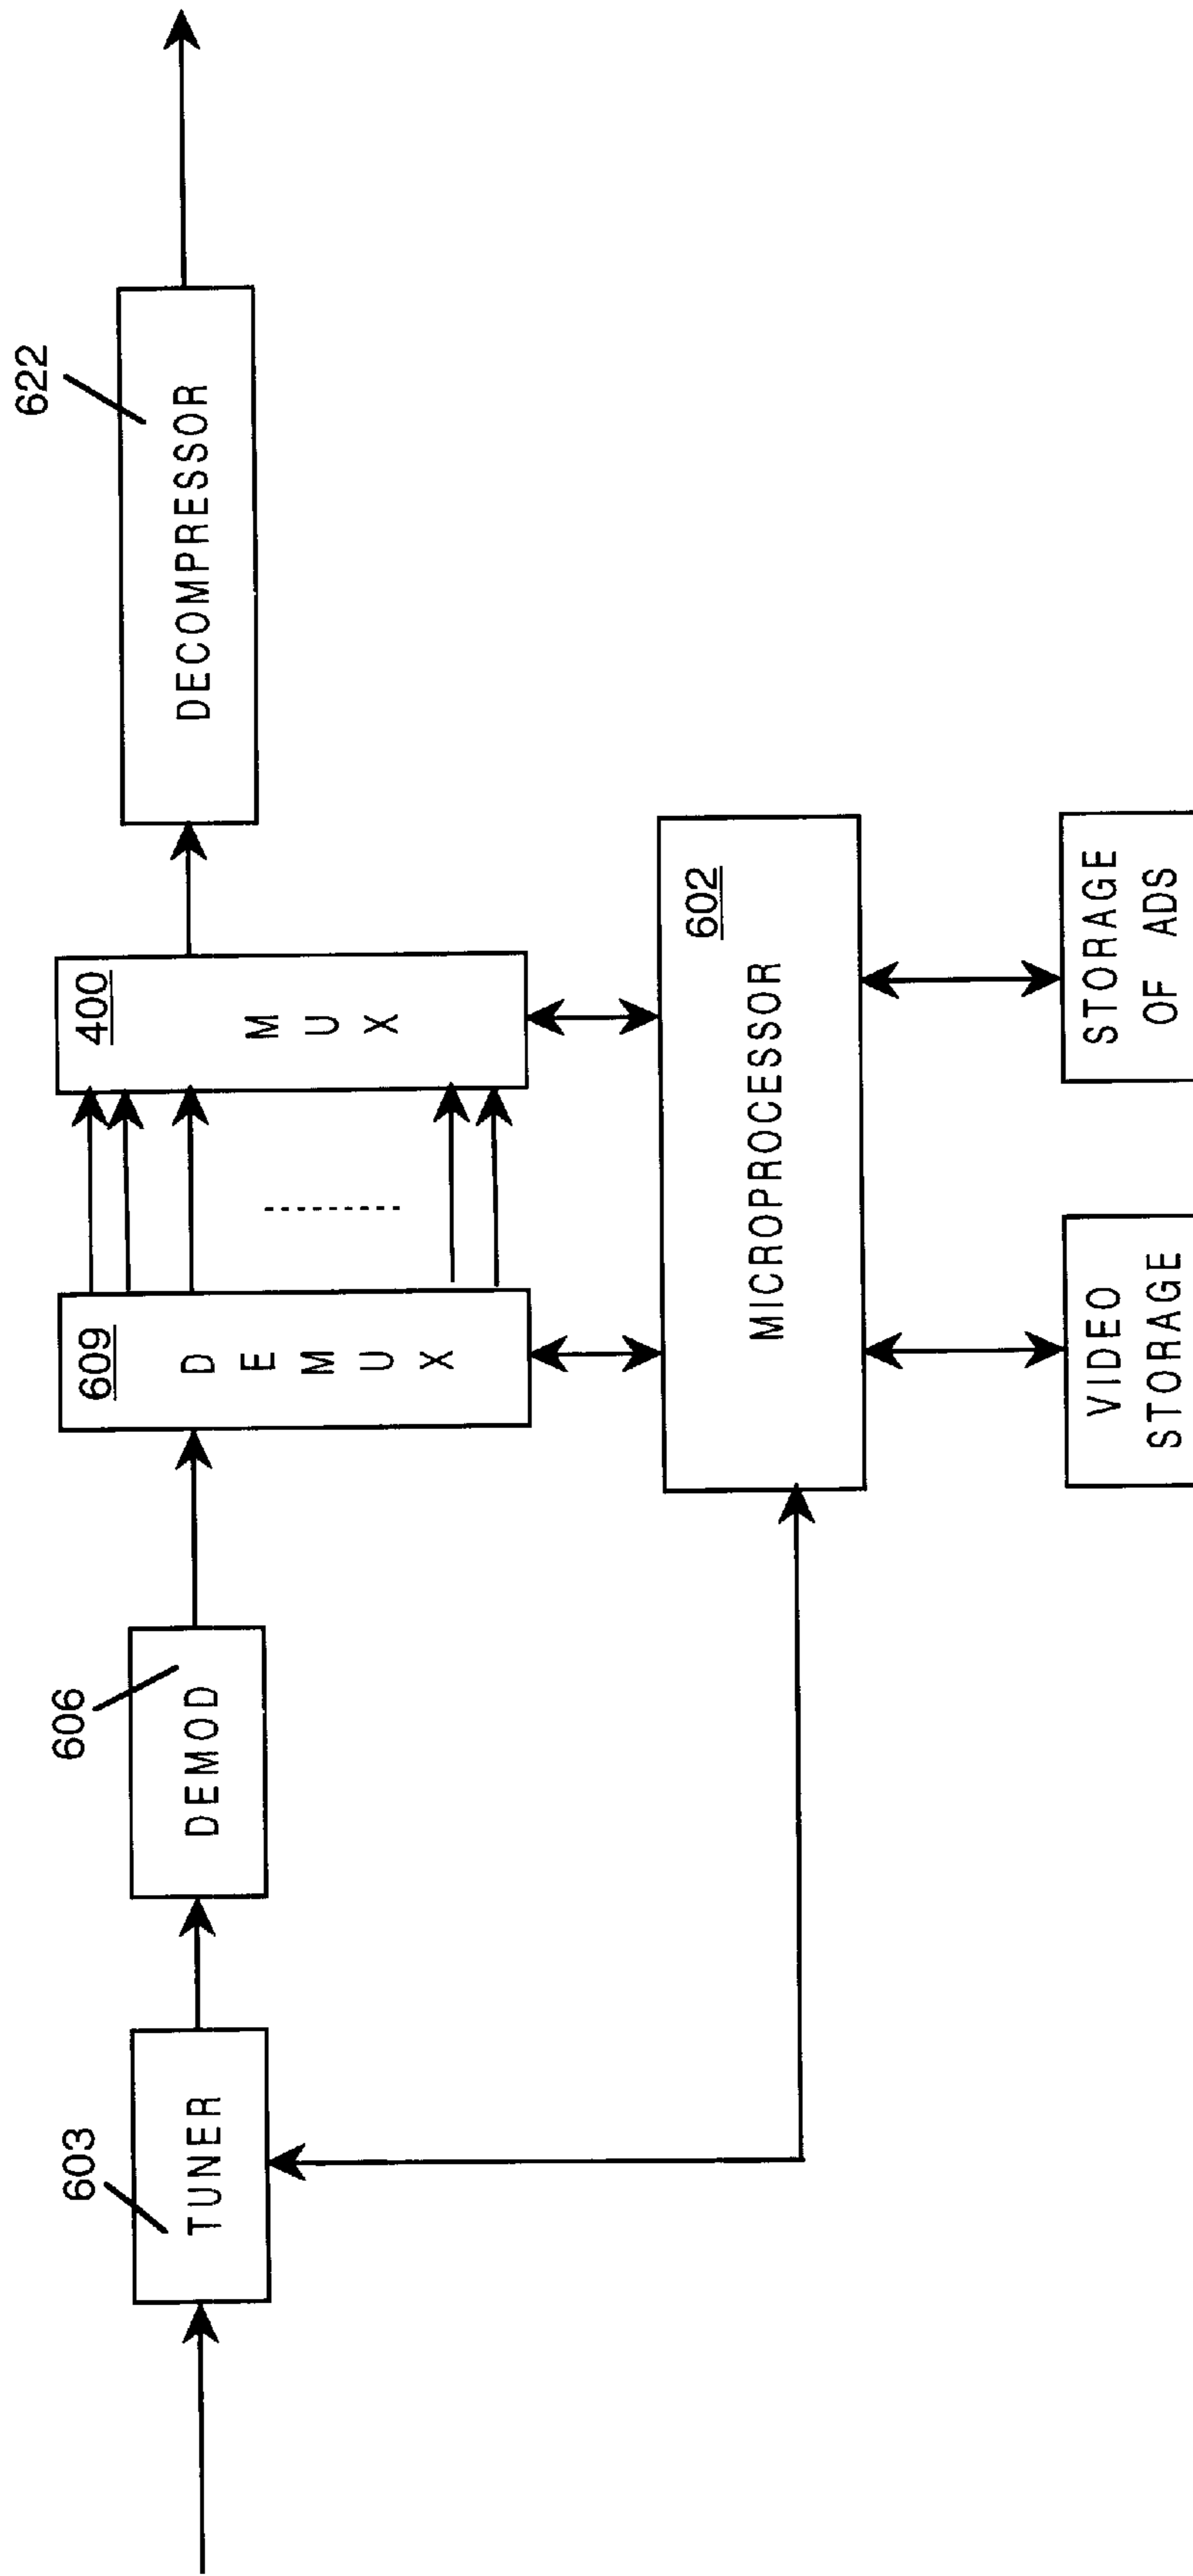 603
TUNER
606
DEMOD
609
DEMUX
400
MUX
622
DECOMPRESSOR
602
MICROPROCESSOR
VIDEO
STORAGE
STORAGE
OF ADS